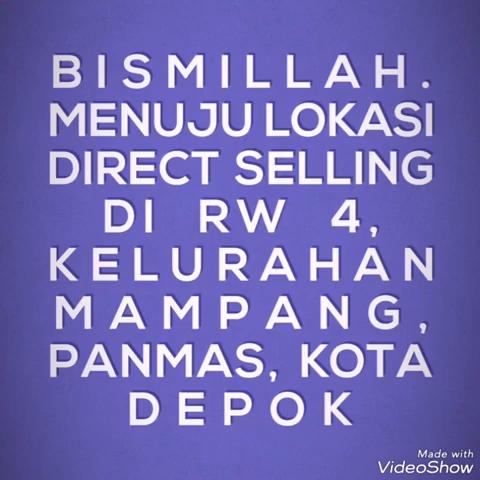 BISMILLAH.
MENUJU LOKASI
DIRECT SELLING
DI RW 4,
KELURAHAN
MAMPANG,
PANMAS, KOTA
DEPOK
Made with
VideoShow